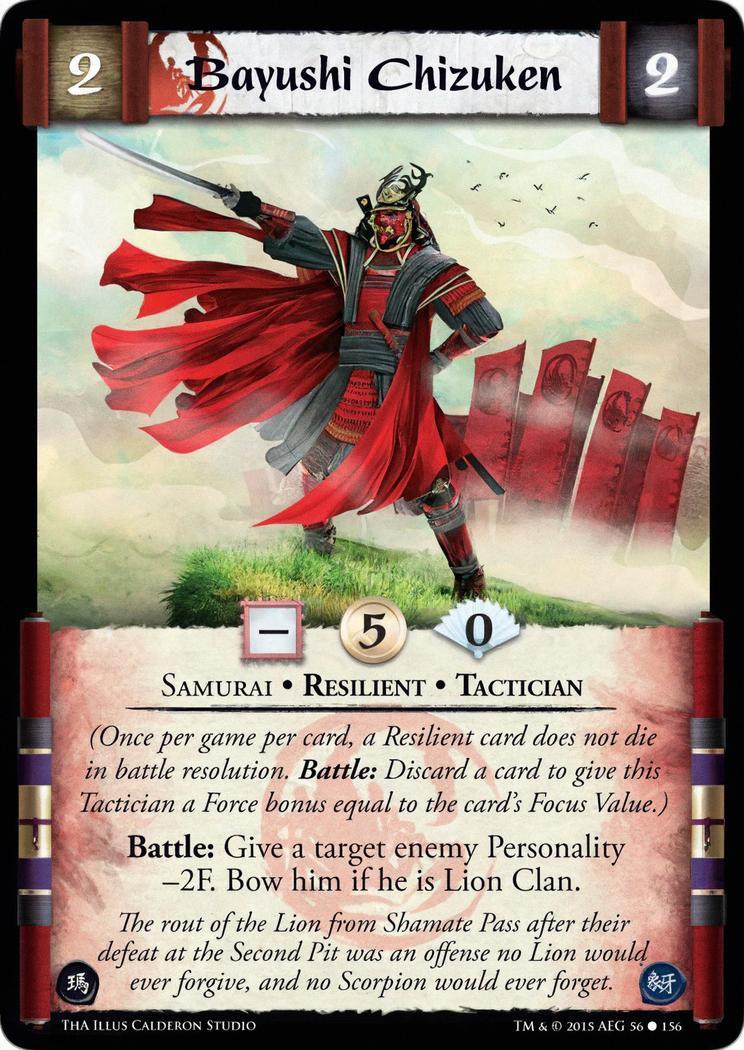 2
Bayushi Chizuken
2
–
5
0
Samurai • Resilient • Tactician
(Once per game per card, a Resilient card does not die
in battle resolution. Battle: Discard a card to give this
Tactician a Force bonus equal to the card's Focus Value.)
Battle: Give a target enemy Personality
–2F. Bow him if he is Lion Clan.
The rout of the Lion from Shamate Pass after their
defeat at the Second Pit was an offense no Lion would
ever forgive, and no Scorpion would ever forget.
瑪
象牙
Tha Illus Calderon Studio
TM & © 2015 AEG 56 ● 156